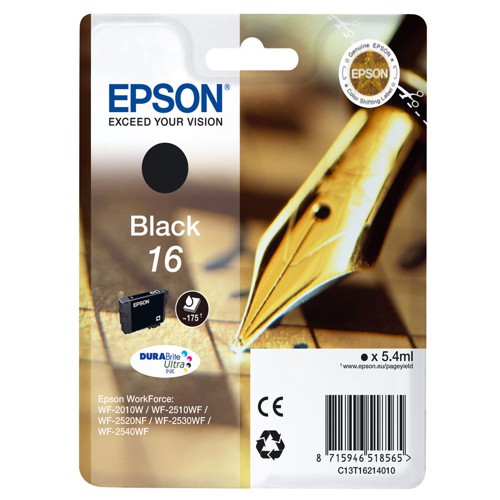 EPSON®
EXCEED YOUR VISION
Genuine EPSON
EPSON
Color Shifting Label
Black
16
EPSON
~175†
DURABrite
Ultra
INK
Epson WorkForce:
WF-2010W / WF-2510WF /
WF-2520NF / WF-2530WF /
WF-2540WF
x 5.4ml
†www.epson.eu/pageyield
CE
8 715946 518565 >
C13T16214010